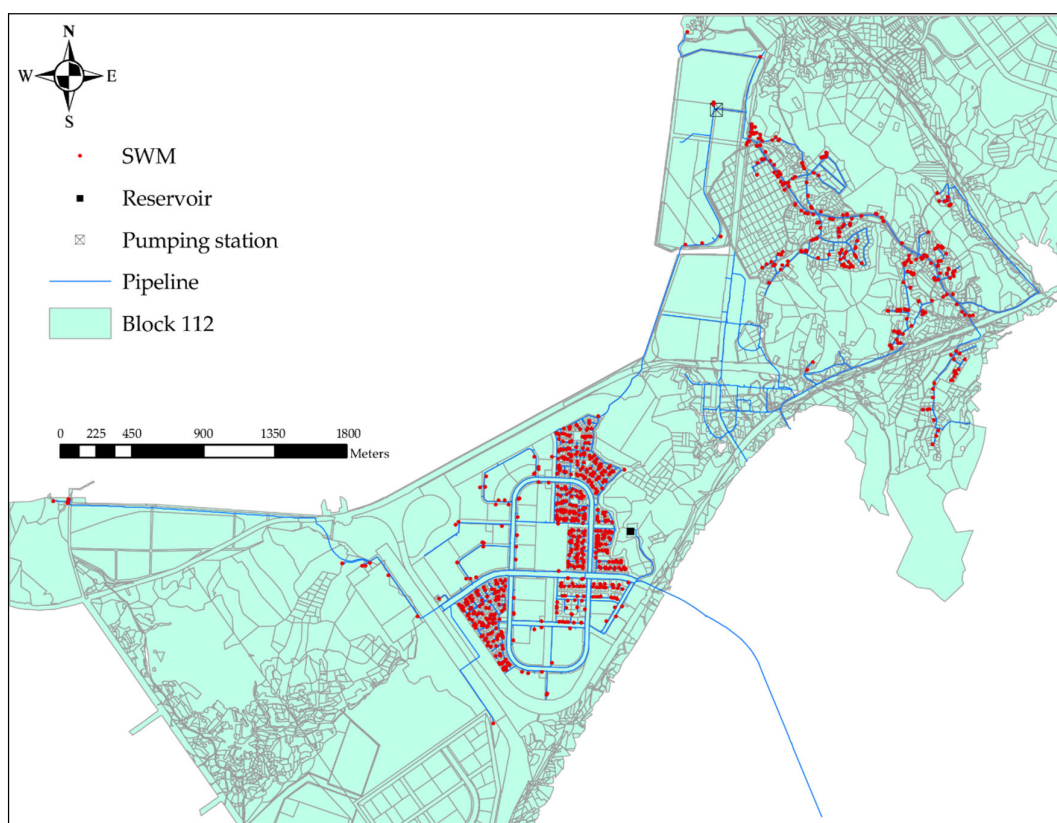 N
W E
S
SWM
Reservoir
Pumping station
Pipeline
Block 112
0 225 450 900 1350 1800
Meters